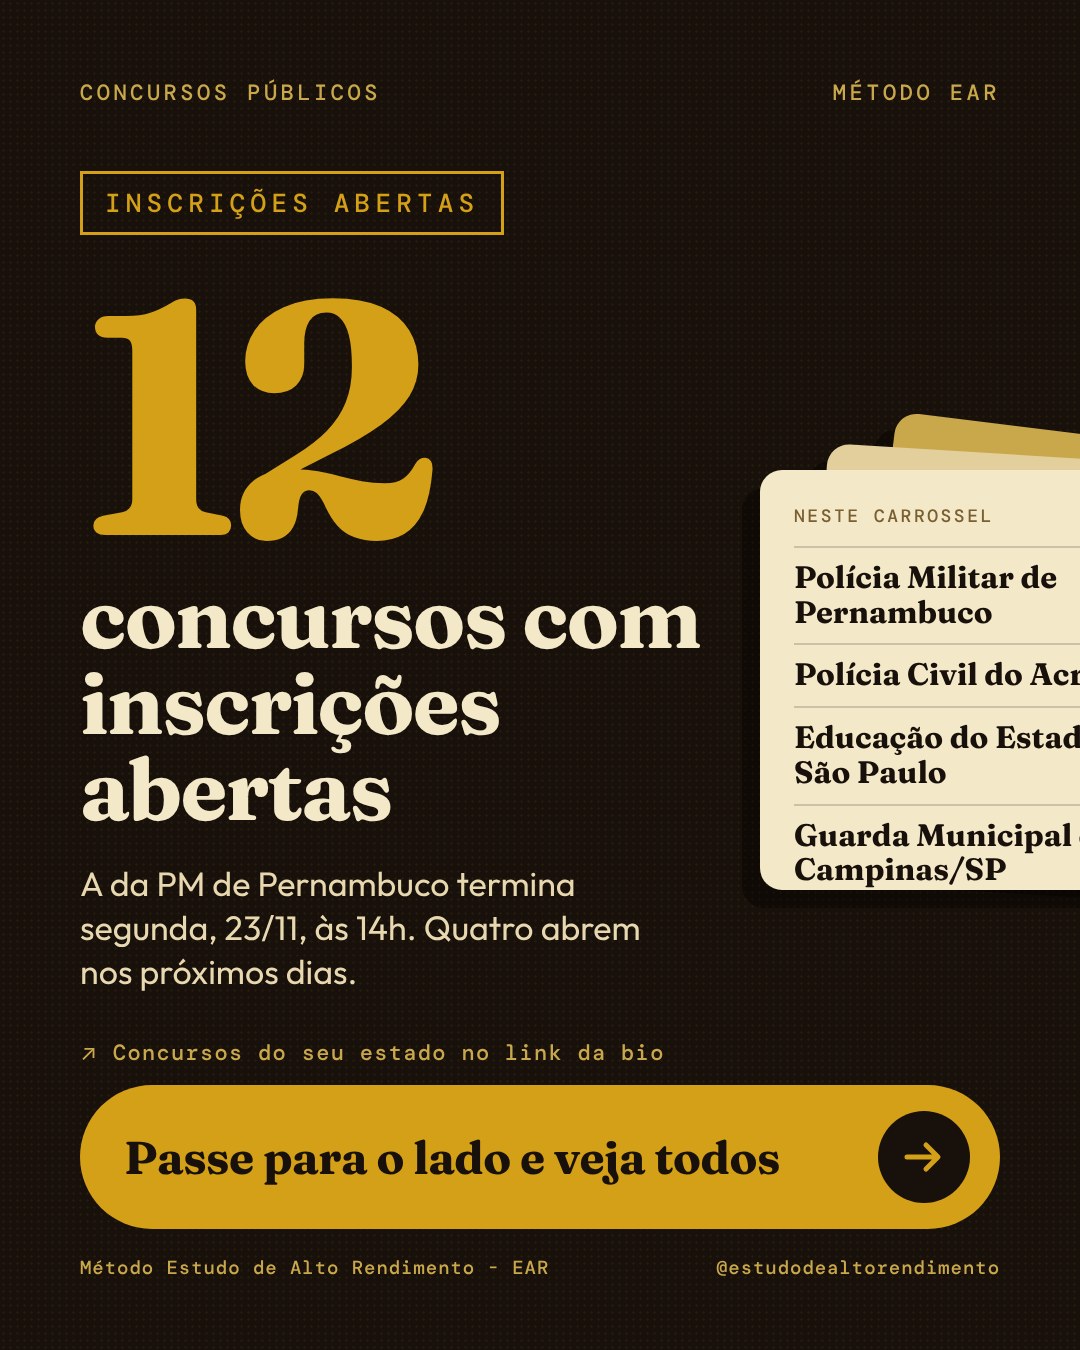 CONCURSOS PÚBLICOS
MÉTODO EAR
INSCRIÇÕES ABERTAS
12
concursos com
inscrições
abertas
A da PM de Pernambuco termina
segunda, 23/11, às 14h. Quatro abrem
nos próximos dias.
NESTE CARROSSEL
Polícia Militar de
Pernambuco
Polícia Civil do
Educação do
São Paulo
Guarda Municipal
Campinas/SP
↗ Concursos do seu estado no link da bio
Passe para o lado e veja todos →
Método Estudo de Alto Rendimento - EAR
@estudodealtorendimento